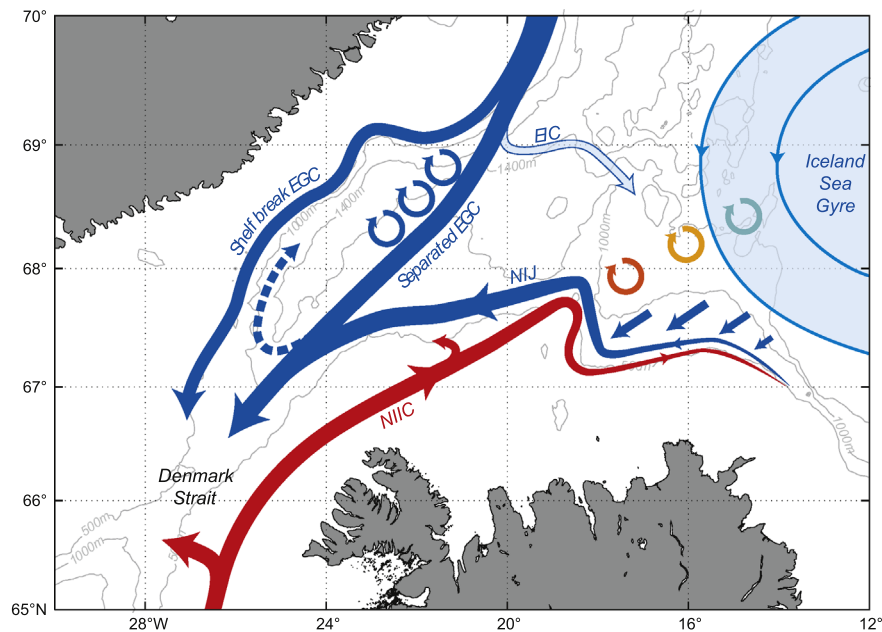 70°
69°
68°
67°
66°
65°N
28°W
24°
20°
16°
12°
Shelf break EGC
1000m
1400m
1400m
Separated EGC
EIC
1000m
Iceland
Sea
Gyre
NIJ
NIIC
Denmark
Strait
500m
1000m
1000m